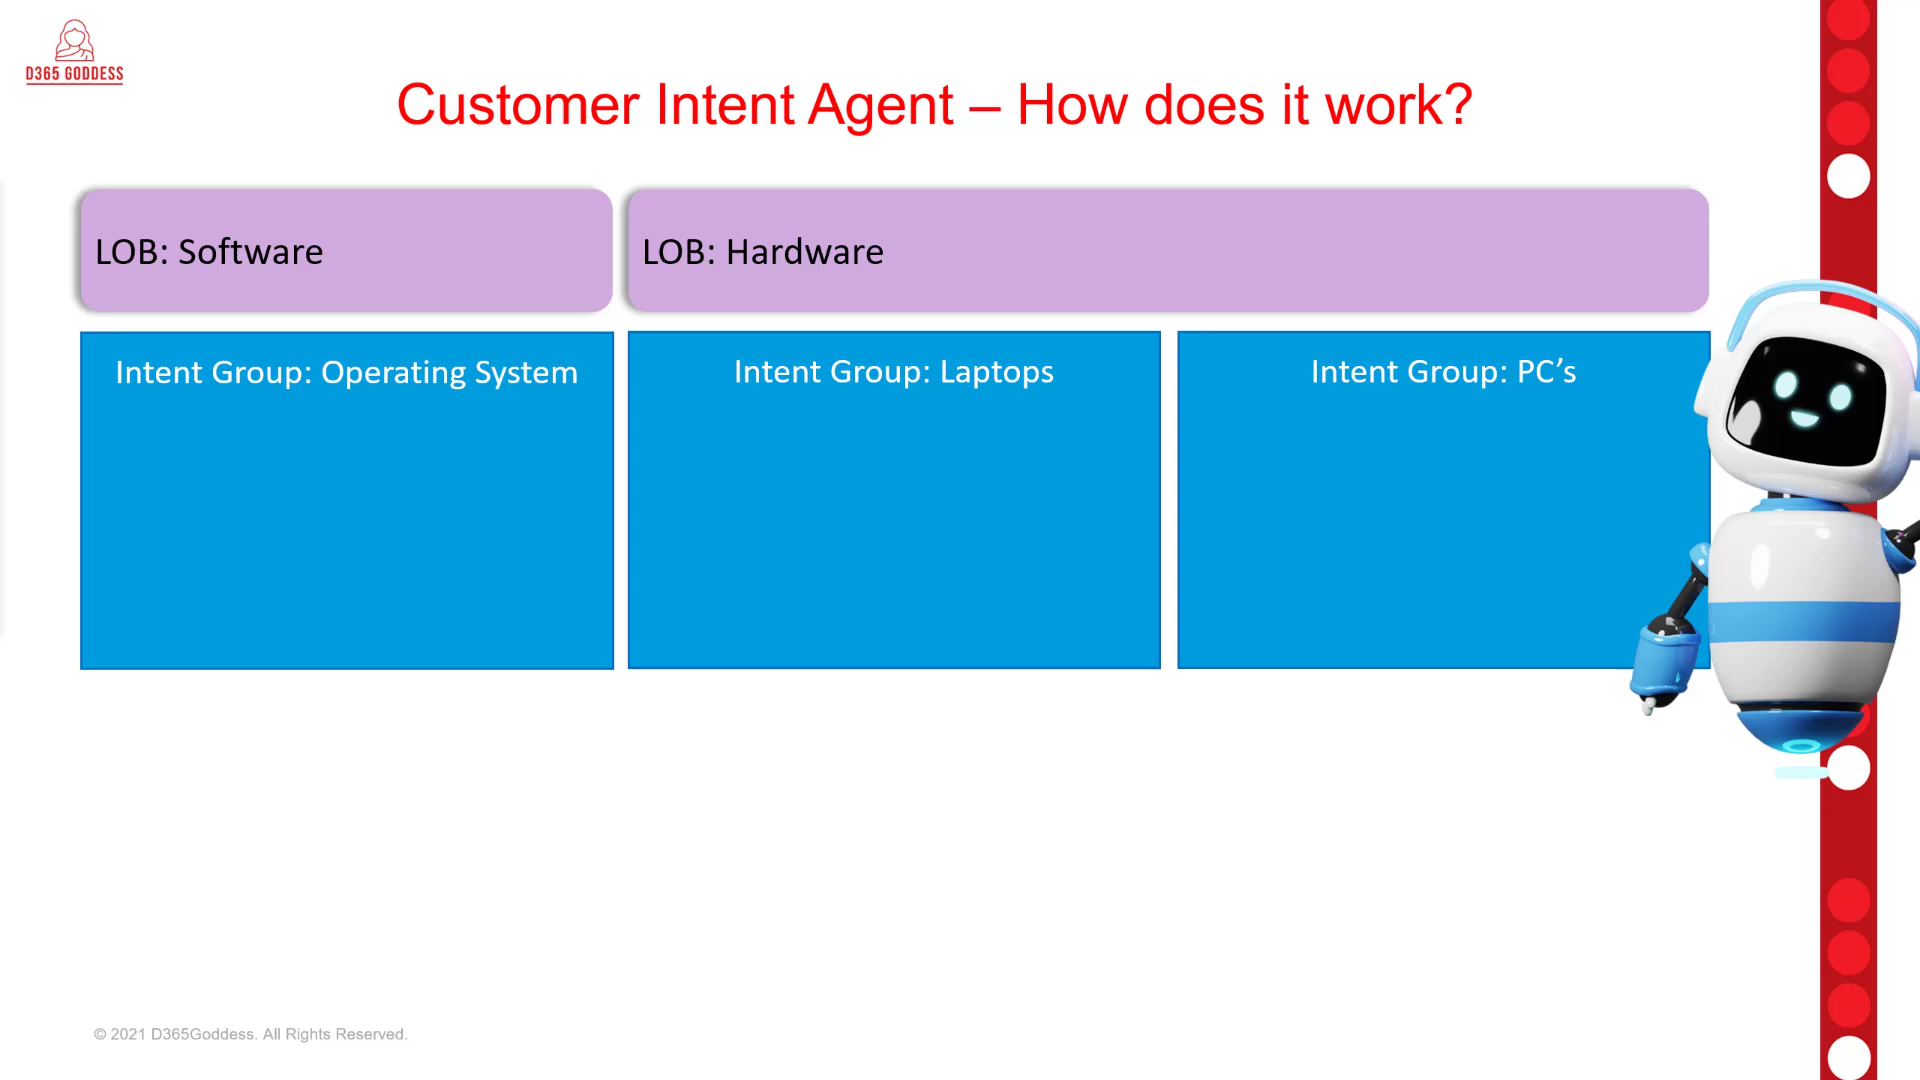 D365 GODDESS
Customer Intent Agent – How does it work?
LOB: Software
LOB: Hardware
Intent Group: Operating System
Intent Group: Laptops
Intent Group: PC’s
© 2021 D365Goddess. All Rights Reserved.